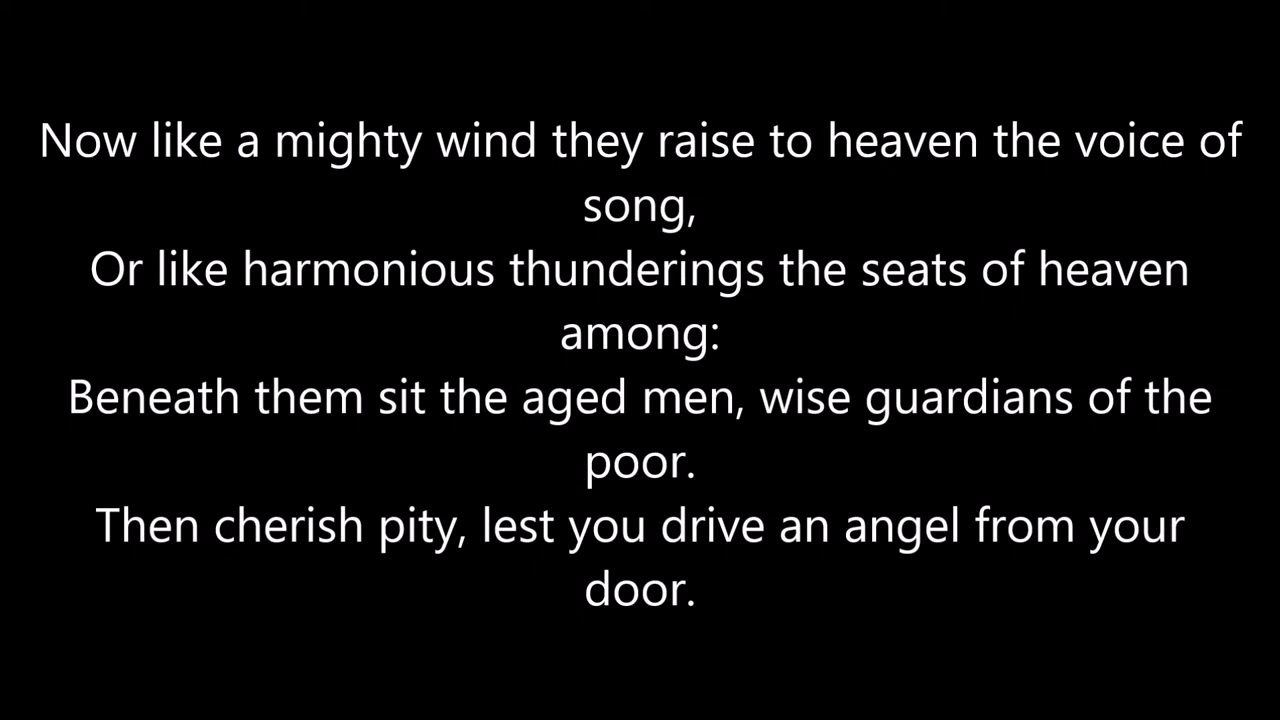 Now like a mighty wind they raise to heaven the voice of
song,
Or like harmonious thunderings the seats of heaven
among:
Beneath them sit the aged men, wise guardians of the
poor.
Then cherish pity, lest you drive an angel from your
door.